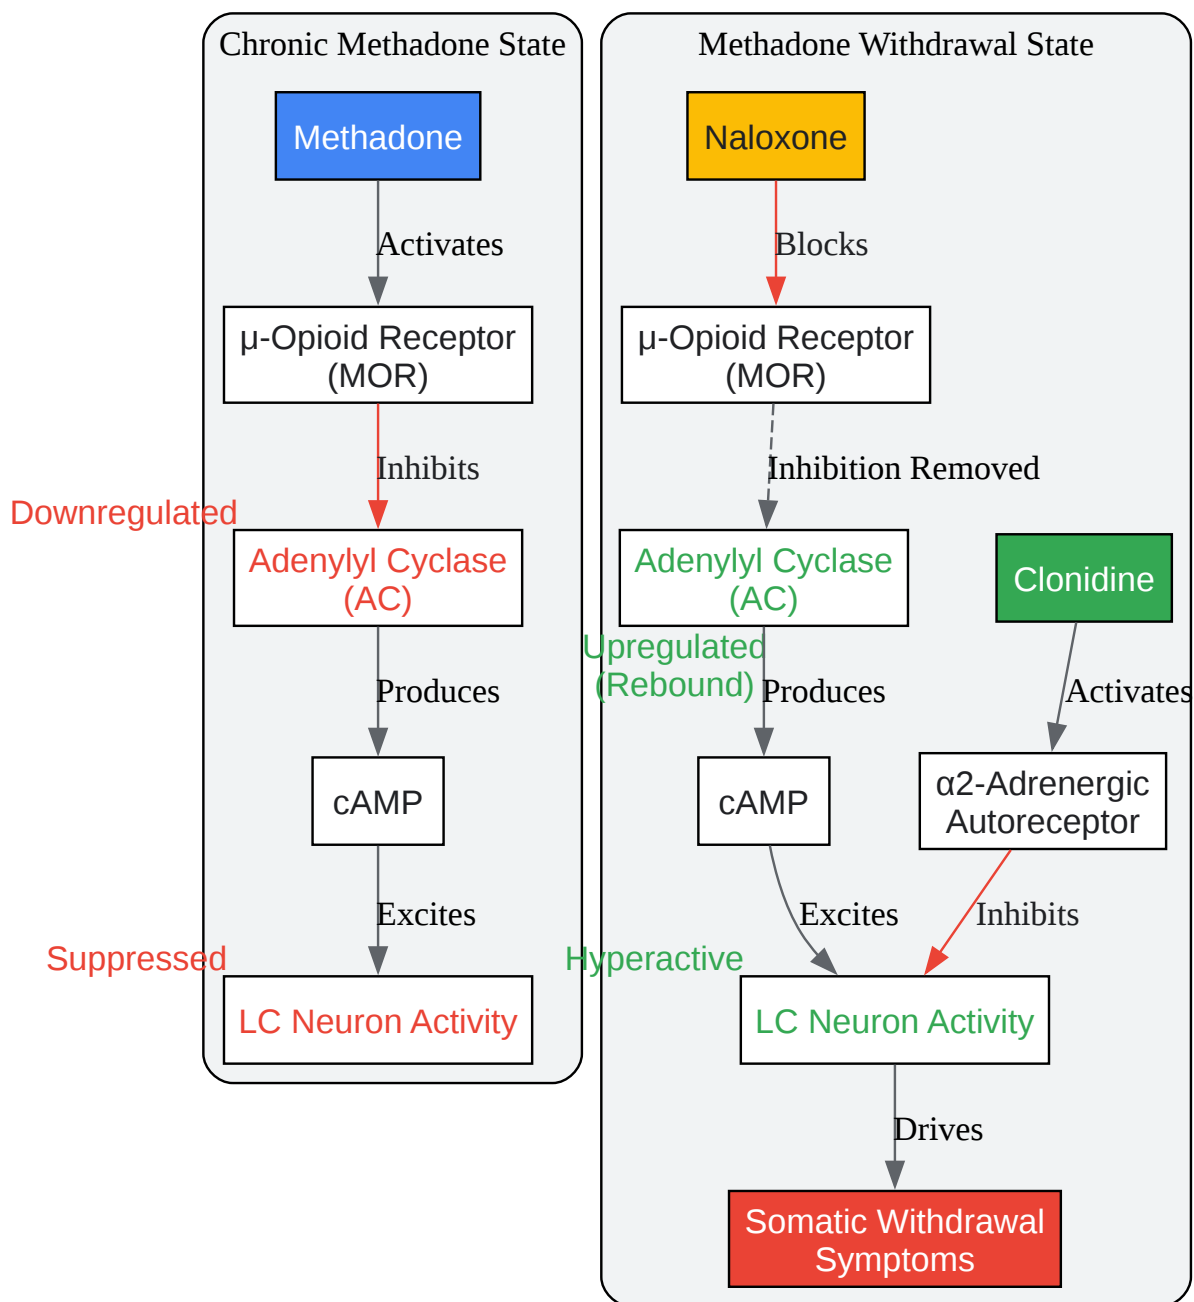 Chronic Methadone State
Methadone
Activates
μ-Opioid Receptor
(MOR)
Inhibits
Downregulated
Adenylyl Cyclase
(AC)
Produces
cAMP
Excites
Suppressed
LC Neuron Activity
Methadone Withdrawal State
Naloxone
Blocks
μ-Opioid Receptor
(MOR)
Inhibition Removed
Adenylyl Cyclase
(AC)
Upregulated
(Rebound)
Produces
cAMP
Excites
Clonidine
Activates
α2-Adrenergic
Autoreceptor
Inhibits
Hyperactive
LC Neuron Activity
Drives
Somatic Withdrawal
Symptoms